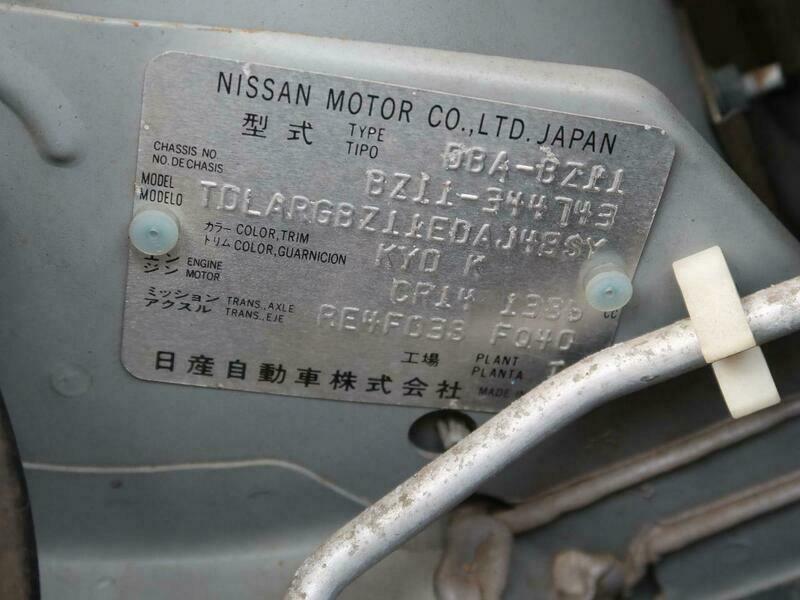 NISSAN MOTOR CO.,LTD. JAPAN
型式 TYPE TIPO DBA-BZ11
CHASSIS NO. NO. DE CHASIS BZ11-344743
MODEL MODELO TDLARGBZ11EDAJ48SY
カラー COLOR,TRIM トリム COLOR,GUARNICION KY0 K
エンジン ENGINE MOTOR CR14 1386 CC
ミッション TRANS.,AXLE アクスル TRANS.,EJE RE4F03B FQ40
工場 PLANT PLANTA
日産自動車株式会社 MADE IN